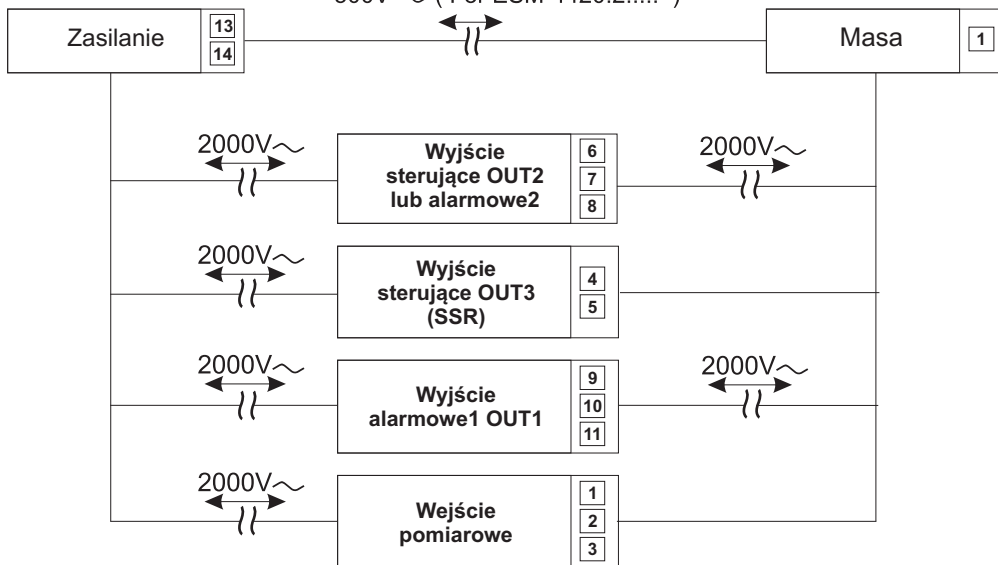 Zasilanie
13
14
Masa
1
2000V~
Wyjście
sterujące OUT2
lub alarmowe2
6
7
8
2000V~
2000V~
Wyjście
sterujące OUT3
(SSR)
4
5
2000V~
Wyjście
alarmowe1 OUT1
9
10
11
2000V~
2000V~
Wejście
pomiarowe
1
2
3